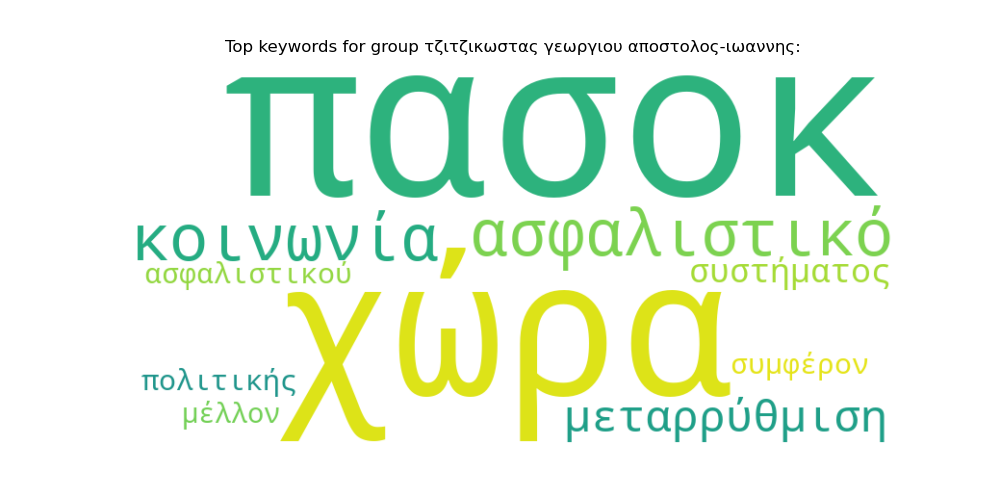 Top keywords for group τζιτζικωστας γεωργιου αποστολος-ιωαννης:
πασοκ
κοινωνία ασφαλιστικό
ασφαλιστικού συστήματος
χώρα
συμφέρον
πολιτικής
μέλλον μεταρρύθμιση